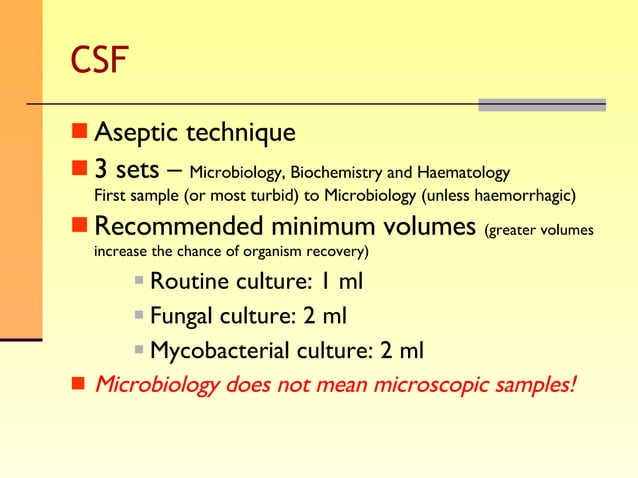 CSF
Aseptic technique
3 sets – Microbiology, Biochemistry and Haematology
First sample (or most turbid) to Microbiology (unless haemorrhagic)
Recommended minimum volumes (greater volumes
increase the chance of organism recovery)
Routine culture: 1 ml
Fungal culture: 2 ml
Mycobacterial culture: 2 ml
Microbiology does not mean microscopic samples!